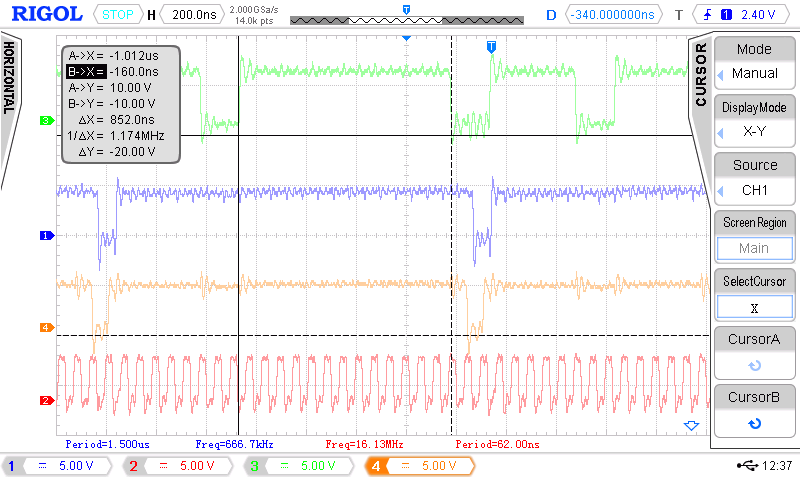 RIGOL STOP H 200.0ns 2.000GSa/s 14.0k pts T D -340.000000ns T 1 2.40 V
HORIZONTAL
A->X = -1.012us
B->X = -160.0ns
A->Y = 10.00 V
B->Y = -10.00 V
ΔX = 852.0ns
1/ΔX = 1.174MHz
ΔY = -20.00 V
T
3
1
4
2
CURSOR
Mode
Manual
DisplayMode
X-Y
Source
CH1
Screen Region
Main
SelectCursor
X
CursorA
CursorB
Period=1.500us Freq=666.7kHz Freq=16.13MHz Period=62.00ns
1 5.00 V 2 5.00 V 3 5.00 V 4 5.00 V 12:37